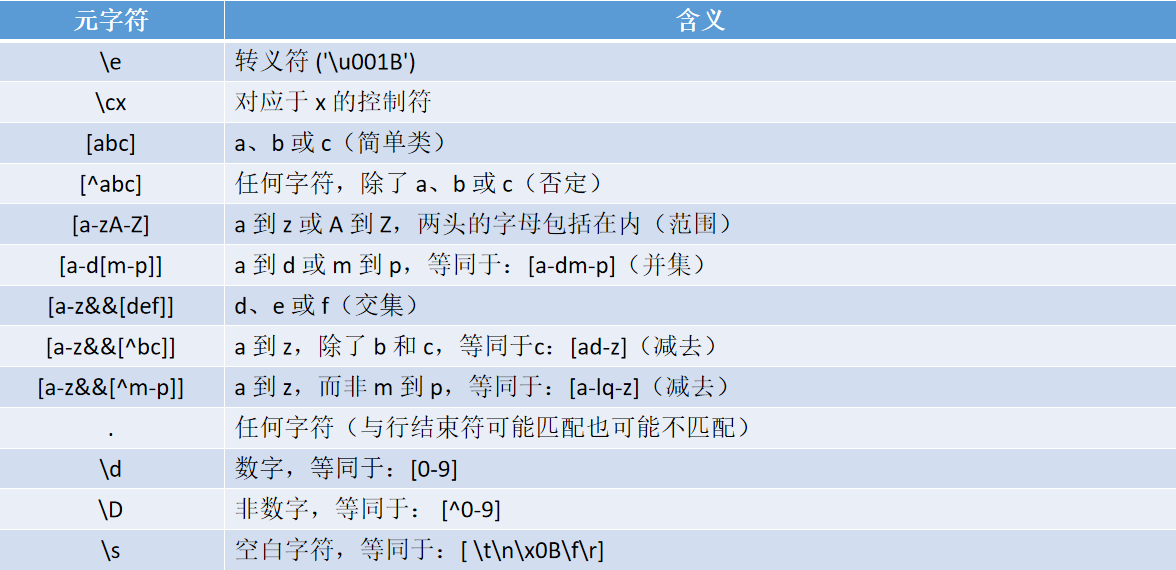 元字符 含义
\e 转义符 ('\u001B')
\cx 对应于 x 的控制符
[abc] a、b 或 c（简单类）
[^abc] 任何字符，除了 a、b 或 c（否定）
[a-zA-Z] a 到 z 或 A 到 Z，两头的字母包括在内（范围）
[a-d[m-p]] a 到 d 或 m 到 p，等同于：[a-dm-p]（并集）
[a-z&&[def]] d、e 或 f（交集）
[a-z&&[^bc]] a 到 z，除了 b 和 c，等同于c：[ad-z]（减去）
[a-z&&[^m-p]] a 到 z，而非 m 到 p，等同于：[a-lq-z]（减去）
. 任何字符（与行结束符可能匹配也可能不匹配）
\d 数字，等同于：[0-9]
\D 非数字，等同于： [^0-9]
\s 空白字符，等同于：[ \t\n\x0B\f\r]